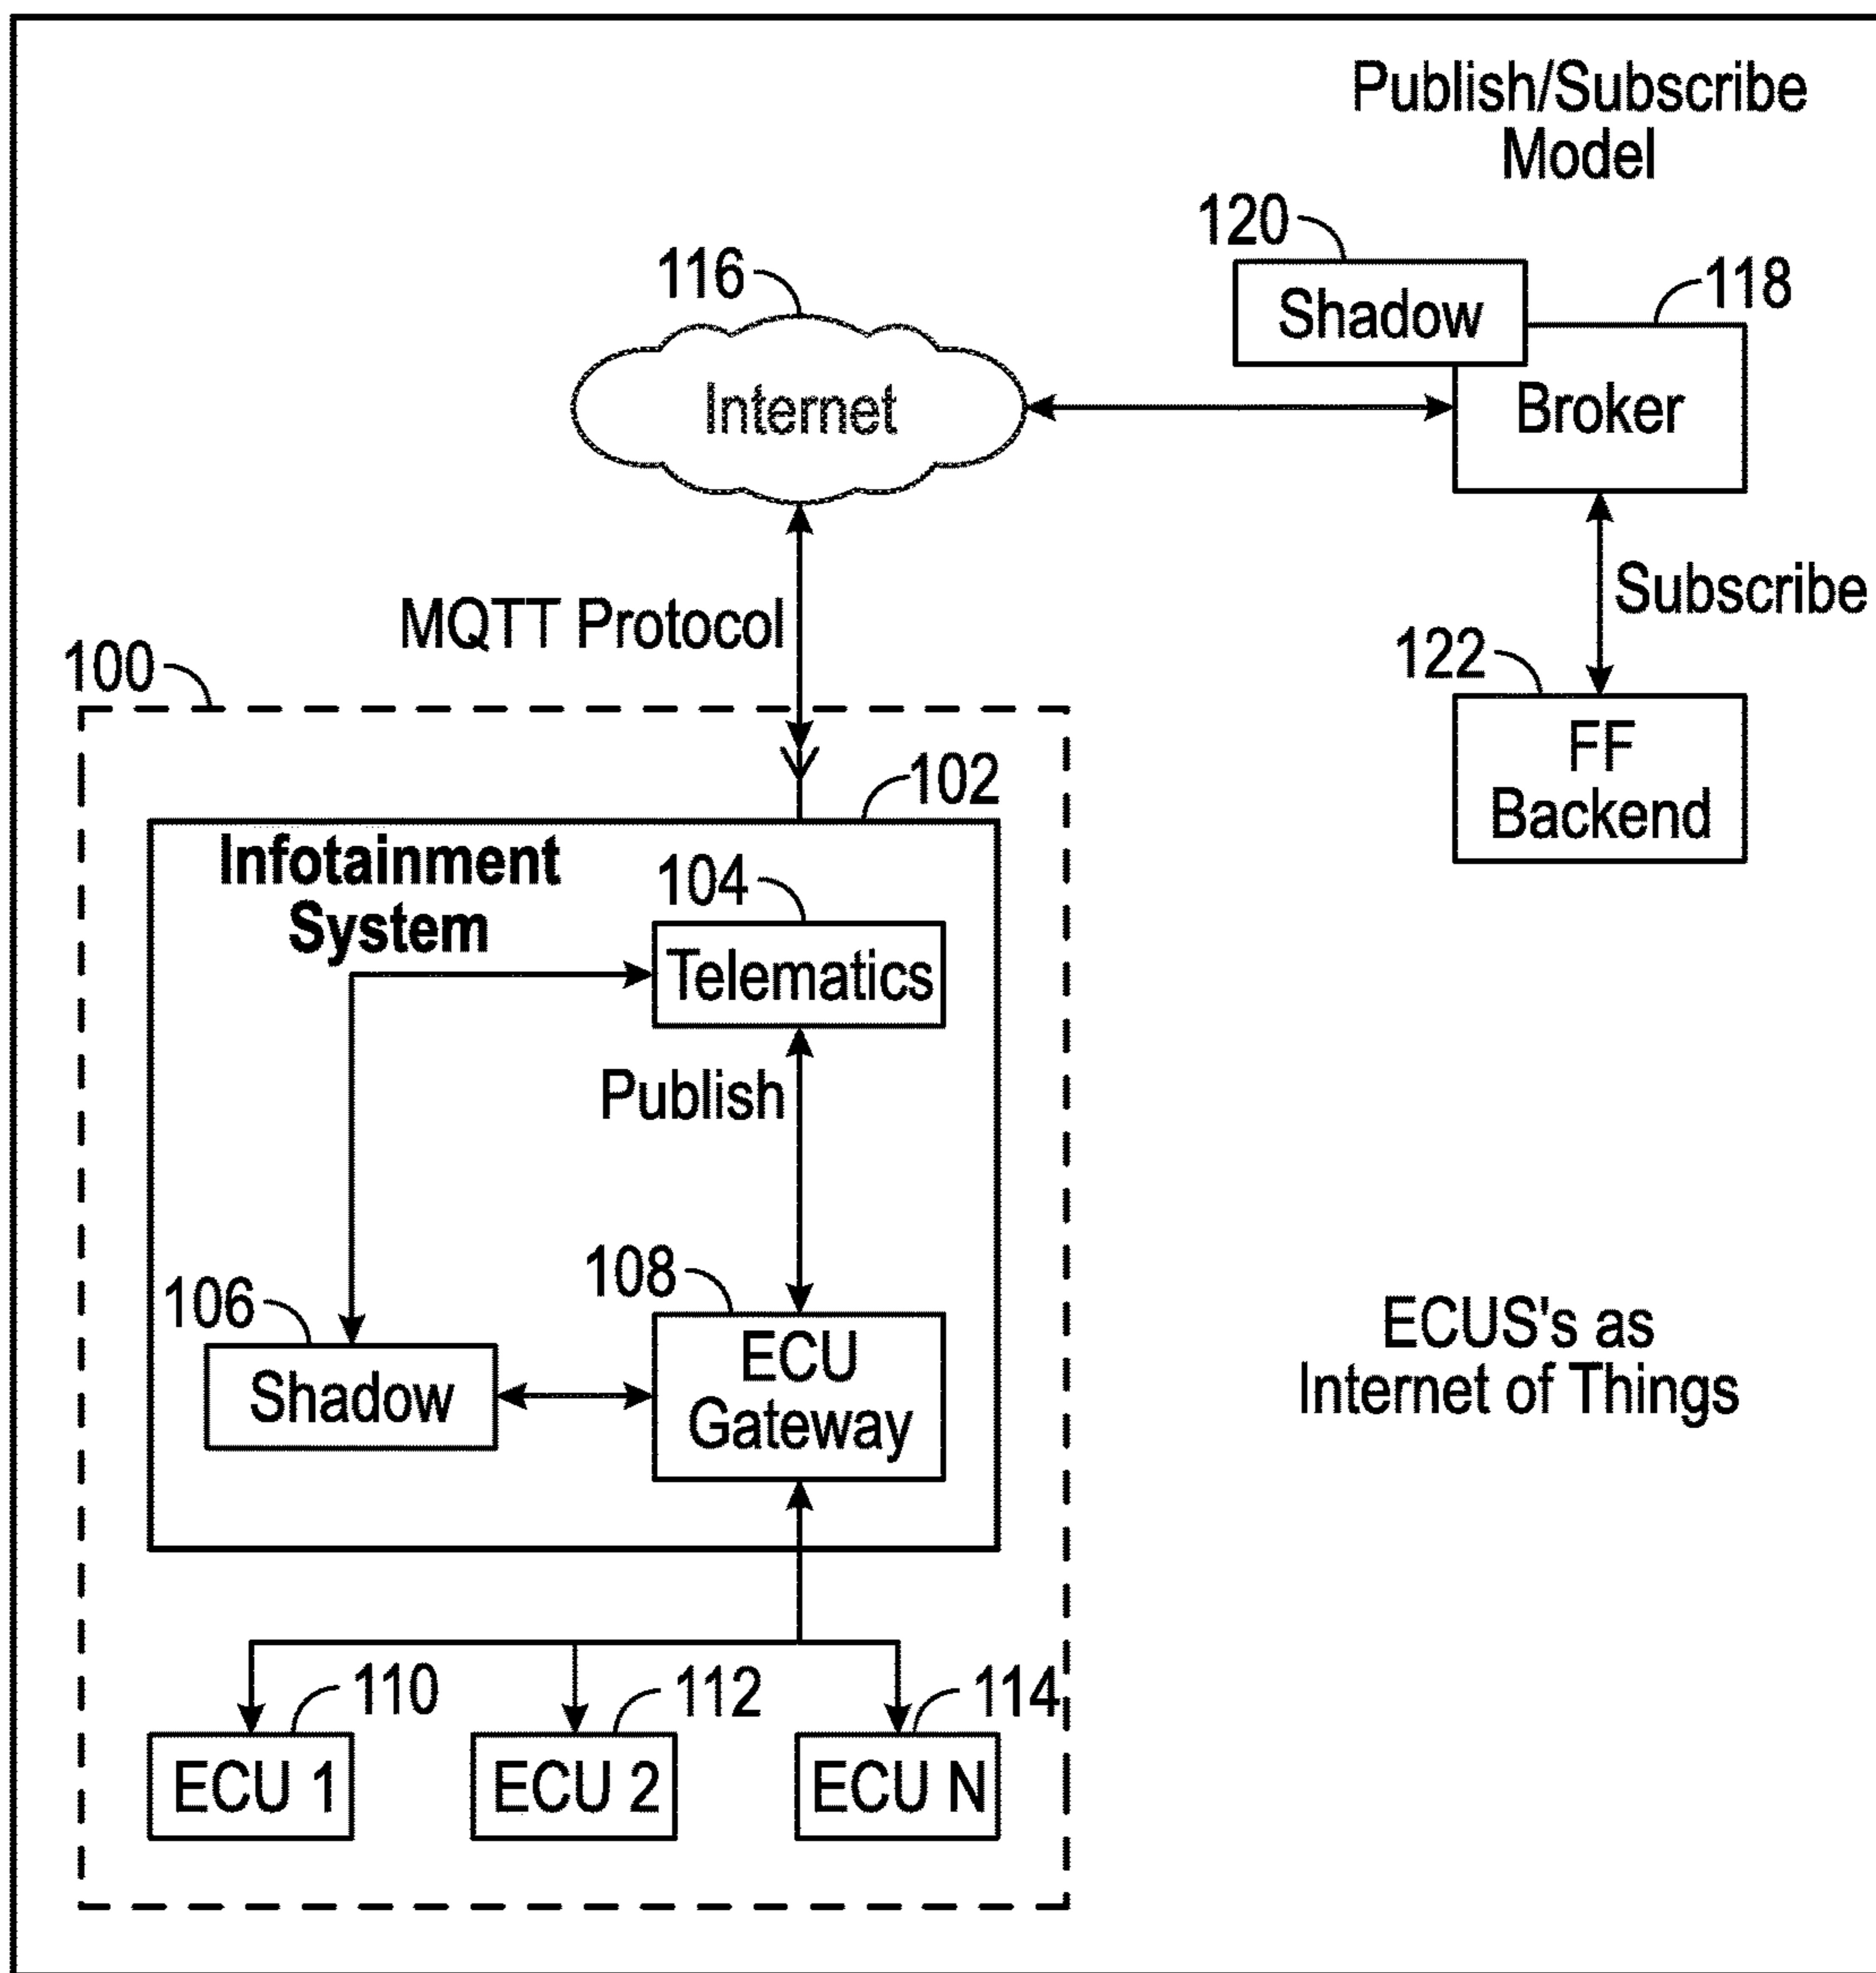 Publish/Subscribe
Model
120
116
Shadow
118
Internet
Broker
MQTT Protocol
Subscribe
100
122
FF
Backend
102
Infotainment
System
104
Telematics
Publish
108
106
ECU
Gateway
Shadow
ECUS's as
Internet of Things
110
112
114
ECU 1
ECU 2
ECU N